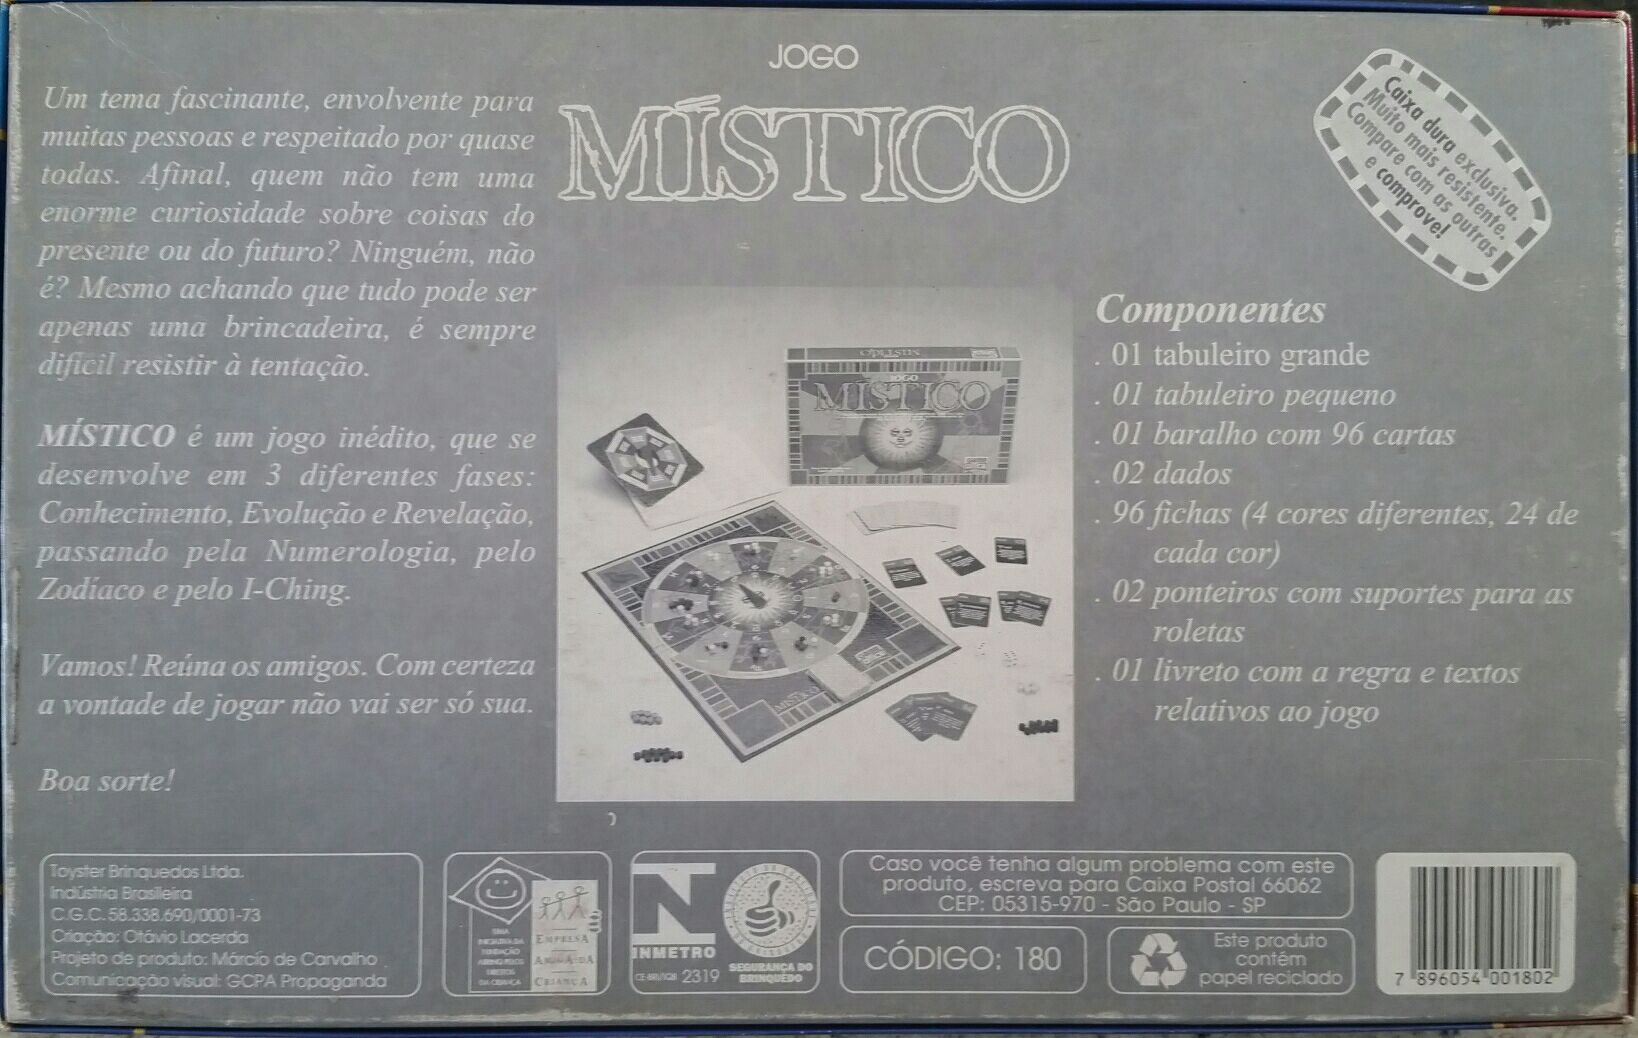 JOGO
MÍSTICO
Um tema fascinante, envolvente para
muitas pessoas e respeitado por quase
todas. Afinal, quem não tem uma
enorme curiosidade sobre coisas do
presente ou do futuro? Ninguém, não
é? Mesmo achando que tudo pode ser
apenas uma brincadeira, é sempre
difícil resistir à tentação.
MÍSTICO é um jogo inédito, que se
desenvolve em 3 diferentes fases:
Conhecimento, Evolução e Revelação,
passando pela Numerologia, pelo
Zodíaco e pelo I-Ching.
Vamos! Reúna os amigos. Com certeza
a vontade de jogar não vai ser só sua.
Boa sorte!
Caixa dura exclusiva.
Muito mais resistente.
Compare com as outras
e comprove!
JOGO
MÍSTICO
MÍSTICO
Componentes
. 01 tabuleiro grande
. 01 tabuleiro pequeno
. 01 baralho com 96 cartas
. 02 dados
. 96 fichas (4 cores diferentes, 24 de
cada cor)
. 02 ponteiros com suportes para as
roletas
. 01 livreto com a regra e textos
relativos ao jogo
Toyster Brinquedos Ltda.
Indústria Brasileira
C.G.C. 58.338.690/0001-73
Criação: Otávio Lacerda
Projeto de produto: Márcio de Carvalho
Comunicação visual: GCPA Propaganda
UMA
INICIATIVA DA
FUNDAÇÃO
ABRINQ PELOS
DIREITOS
DA CRIANÇA
EMPRESA
AMIGA DA
CRIANÇA
INMETRO
2319
SEGURANÇA DO
BRINQUEDO
Caso você tenha algum problema com este
produto, escreva para Caixa Postal 66062
CEP: 05315-970 - São Paulo - SP
CÓDIGO: 180
Este produto
contém
papel reciclado
7 896054 001802